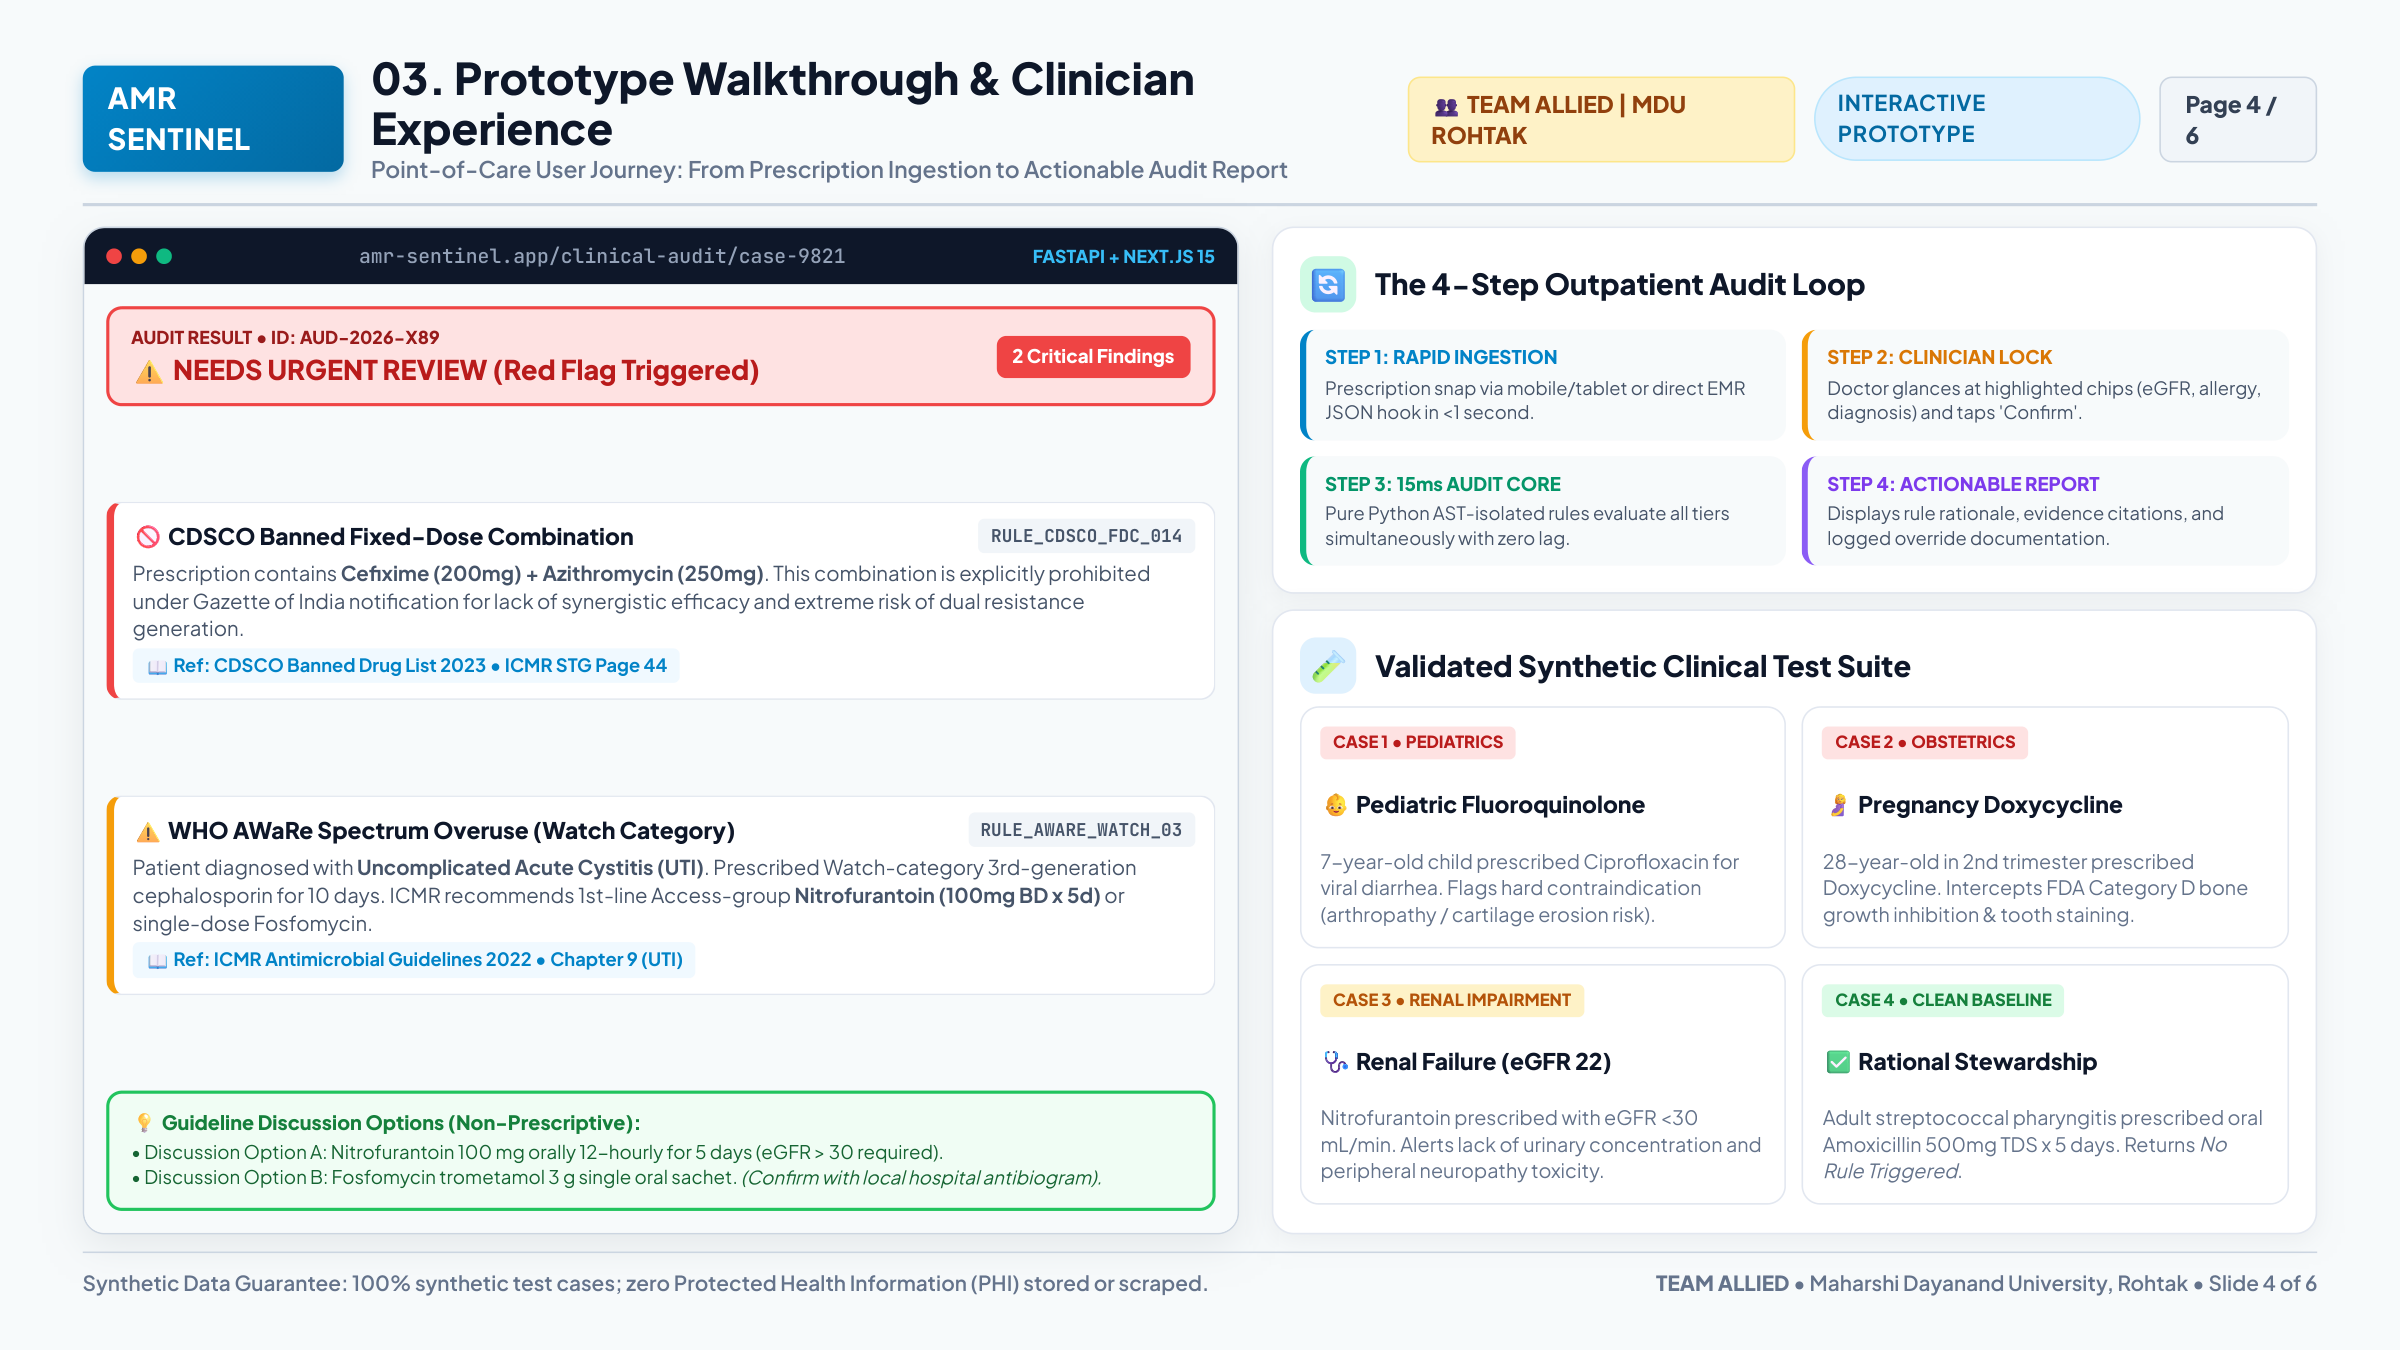 AMR
SENTINEL
03. Prototype Walkthrough & Clinician
Experience
Point-of-Care User Journey: From Prescription Ingestion to Actionable Audit Report
TEAM ALLIED | MDU
ROHTAK
INTERACTIVE
PROTOTYPE
Page 4 /
6
amr-sentinel.app/clinical-audit/case-9821
FASTAPI + NEXT.JS 15
AUDIT RESULT • ID: AUD-2026-X89
⚠️ NEEDS URGENT REVIEW (Red Flag Triggered)
2 Critical Findings
🚫 CDSCO Banned Fixed-Dose Combination
RULE_CDSCO_FDC_014
Prescription contains Cefixime (200mg) + Azithromycin (250mg). This combination is explicitly prohibited
under Gazette of India notification for lack of synergistic efficacy and extreme risk of dual resistance
generation.
📖 Ref: CDSCO Banned Drug List 2023 • ICMR STG Page 44
⚠️ WHO AWaRe Spectrum Overuse (Watch Category)
RULE_AWARE_WATCH_03
Patient diagnosed with Uncomplicated Acute Cystitis (UTI). Prescribed Watch-category 3rd-generation
cephalosporin for 10 days. ICMR recommends 1st-line Access-group Nitrofurantoin (100mg BD x 5d) or
single-dose Fosfomycin.
📖 Ref: ICMR Antimicrobial Guidelines 2022 • Chapter 9 (UTI)
💡 Guideline Discussion Options (Non-Prescriptive):
• Discussion Option A: Nitrofurantoin 100 mg orally 12-hourly for 5 days (eGFR > 30 required).
• Discussion Option B: Fosfomycin trometamol 3 g single oral sachet. (Confirm with local hospital antibiogram).
The 4-Step Outpatient Audit Loop
STEP 1: RAPID INGESTION
Prescription snap via mobile/tablet or direct EMR
JSON hook in <1 second.
STEP 2: CLINICIAN LOCK
Doctor glances at highlighted chips (eGFR, allergy,
diagnosis) and taps 'Confirm'.
STEP 3: 15ms AUDIT CORE
Pure Python AST-isolated rules evaluate all tiers
simultaneously with zero lag.
STEP 4: ACTIONABLE REPORT
Displays rule rationale, evidence citations, and
logged override documentation.
Validated Synthetic Clinical Test Suite
CASE 1 • PEDIATRICS
Pediatric Fluoroquinolone
7-year-old child prescribed Ciprofloxacin for
viral diarrhea. Flags hard contraindication
(arthropathy / cartilage erosion risk).
CASE 2 • OBSTETRICS
Pregnancy Doxycycline
28-year-old in 2nd trimester prescribed
Doxycycline. Intercepts FDA Category D bone
growth inhibition & tooth staining.
CASE 3 • RENAL IMPAIRMENT
Renal Failure (eGFR 22)
Nitrofurantoin prescribed with eGFR <30
mL/min. Alerts lack of urinary concentration and
peripheral neuropathy toxicity.
CASE 4 • CLEAN BASELINE
Rational Stewardship
Adult streptococcal pharyngitis prescribed oral
Amoxicillin 500mg TDS x 5 days. Returns No
Rule Triggered.
Synthetic Data Guarantee: 100% synthetic test cases; zero Protected Health Information (PHI) stored or scraped.
TEAM ALLIED • Maharshi Dayanand University, Rohtak • Slide 4 of 6